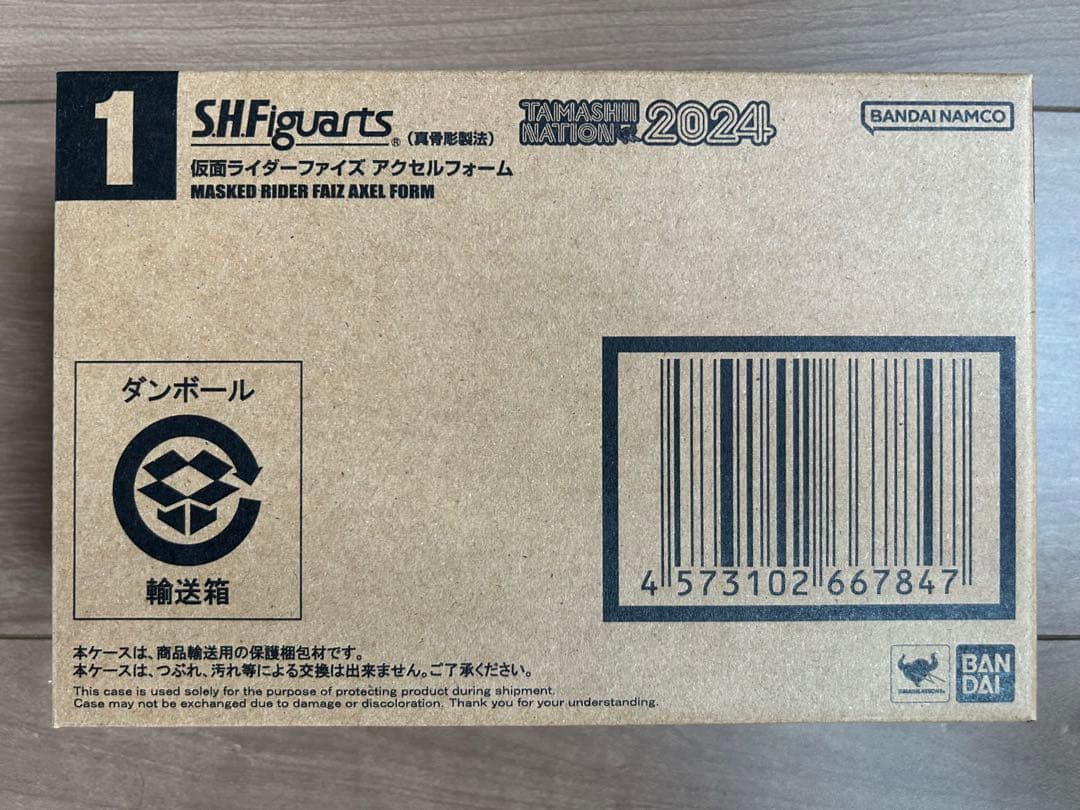 1
S.H.Figuarts®（真骨彫製法）
TAMASHII NATION 2024
BANDAI NAMCO
仮面ライダーファイズ アクセルフォーム
MASKED RIDER FAIZ AXEL FORM
ダンボール
輸送箱
4 573102 667847
本ケースは、商品輸送用の保護梱包材です。
本ケースは、つぶれ、汚れ等による交換は出来ません。ご了承ください。
This case is used solely for the purpose of protecting product during shipment.
Case may not be exchanged due to damage or discoloration. Thank you for your understanding.
TAMASHII NATIONS
BAN
DAI